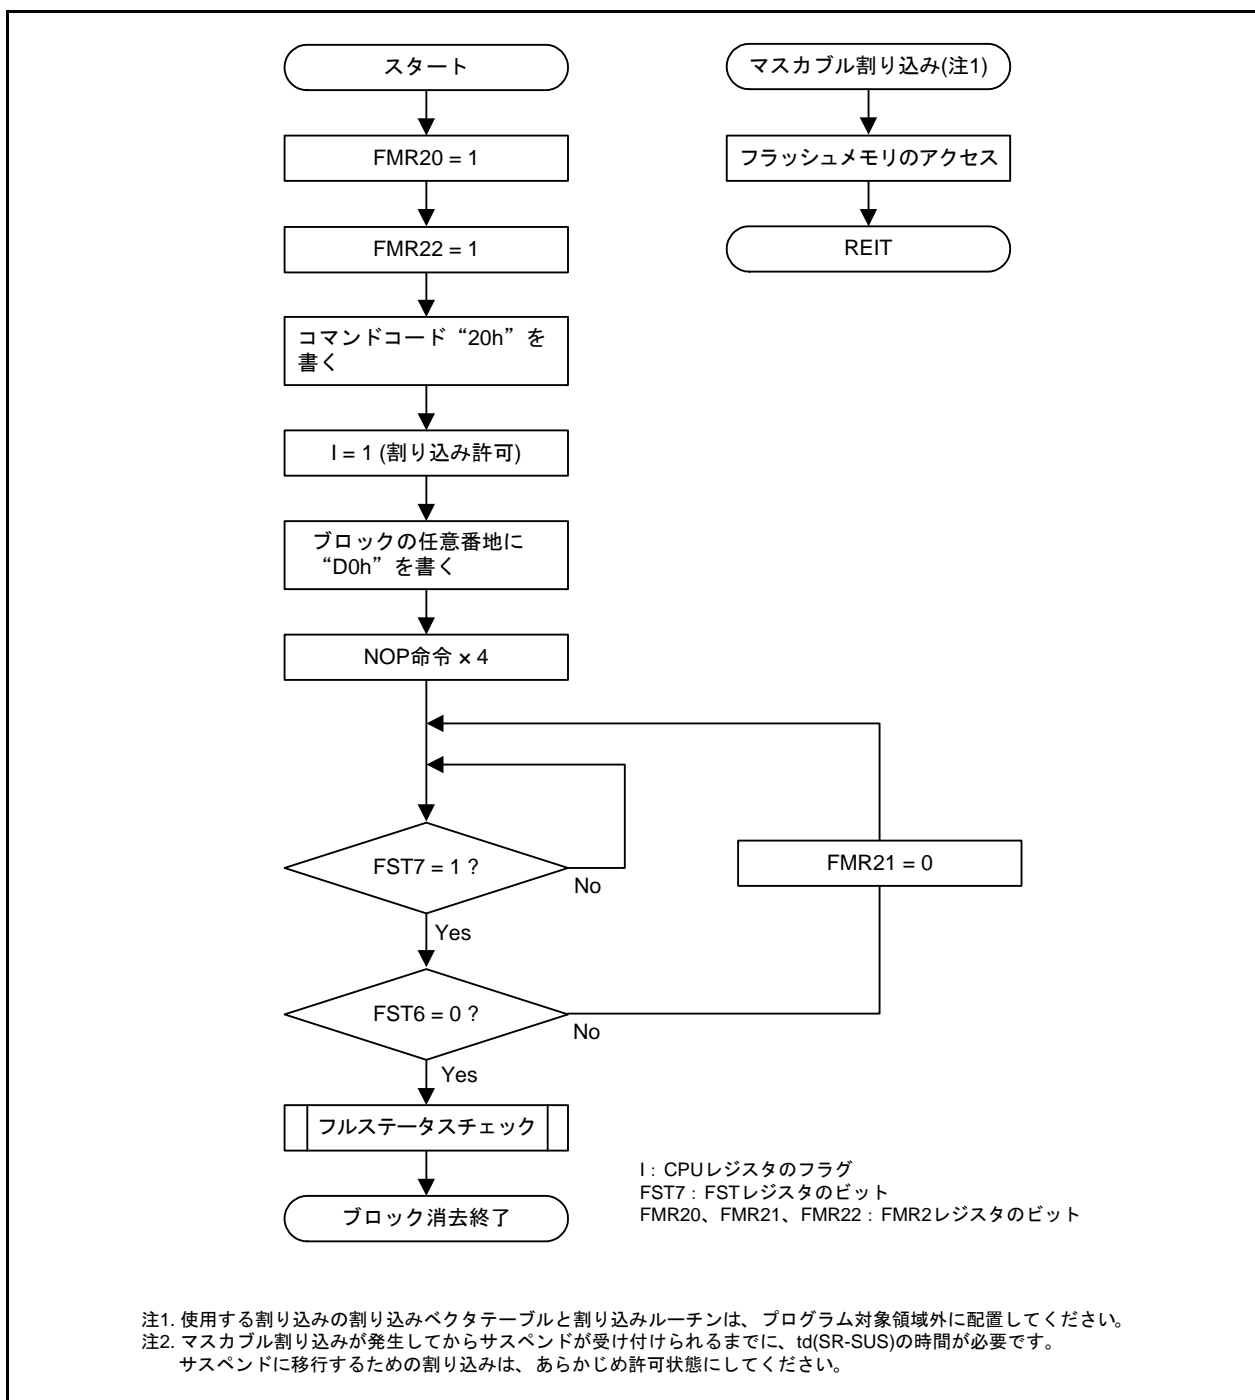 スタート
FMR20 = 1
FMR22 = 1
コマンドコード“20h”を
書く
I = 1 (割り込み許可)
ブロックの任意番地に
“D0h”を書く
NOP命令 × 4
FST7 = 1 ?
No
Yes
FMR21 = 0
FST6 = 0 ?
No
Yes
フルステータスチェック
ブロック消去終了
マスカブル割り込み(注1)
フラッシュメモリのアクセス
REIT
I : CPUレジスタのフラグ
FST7 : FSTレジスタのビット
FMR20、FMR21、FMR22 : FMR2レジスタのビット
注1. 使用する割り込みの割り込みベクタテーブルと割り込みルーチンは、プログラム対象領域外に配置してください。
注2. マスカブル割り込みが発生してからサスペンドが受け付けられるまでに、td(SR-SUS)の時間が必要です。
サスペンドに移行するための割り込みは、あらかじめ許可状態にしてください。